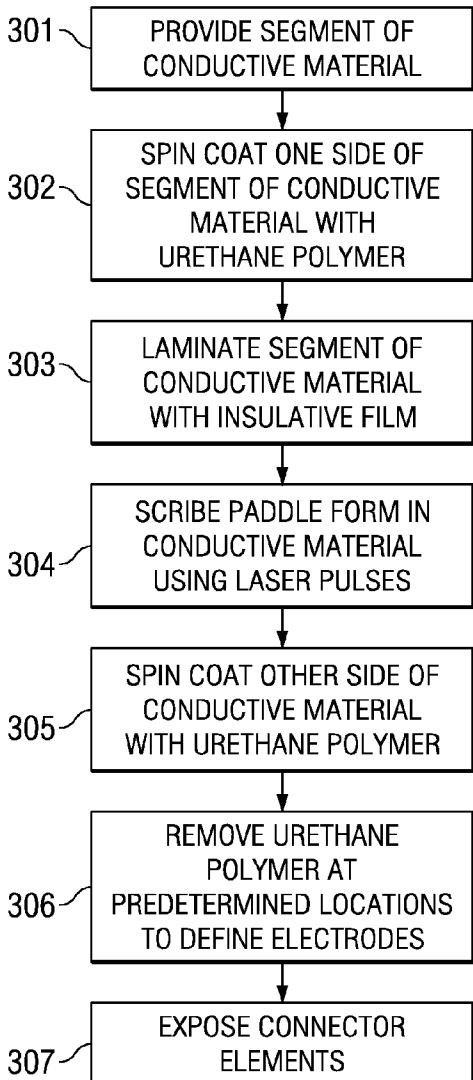 301
PROVIDE SEGMENT OF
CONDUCTIVE MATERIAL
302
SPIN COAT ONE SIDE OF
SEGMENT OF CONDUCTIVE
MATERIAL WITH
URETHANE POLYMER
303
LAMINATE SEGMENT OF
CONDUCTIVE MATERIAL
WITH INSULATIVE FILM
304
SCRIBE PADDLE FORM IN
CONDUCTIVE MATERIAL
USING LASER PULSES
305
SPIN COAT OTHER SIDE OF
CONDUCTIVE MATERIAL
WITH URETHANE POLYMER
306
REMOVE URETHANE
POLYMER AT
PREDETERMINED LOCATIONS
TO DEFINE ELECTRODES
307
EXPOSE CONNECTOR
ELEMENTS